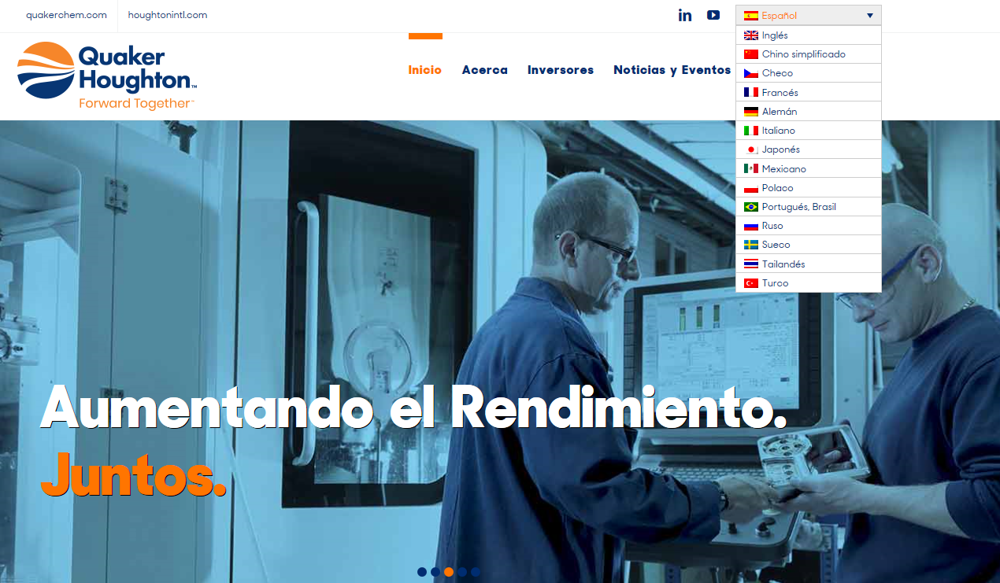 quakerchem.com
houghtonintl.com
Español
Inglés
Chino simplificado
Checo
Francés
Alemán
Italiano
Japonés
Mexicano
Polaco
Portugués, Brasil
Ruso
Sueco
Tailandés
Turco
Quaker
Houghton™
Forward Together™
Inicio
Acerca
Inversores
Noticias y Eventos
Aumentando el Rendimiento.
Juntos.